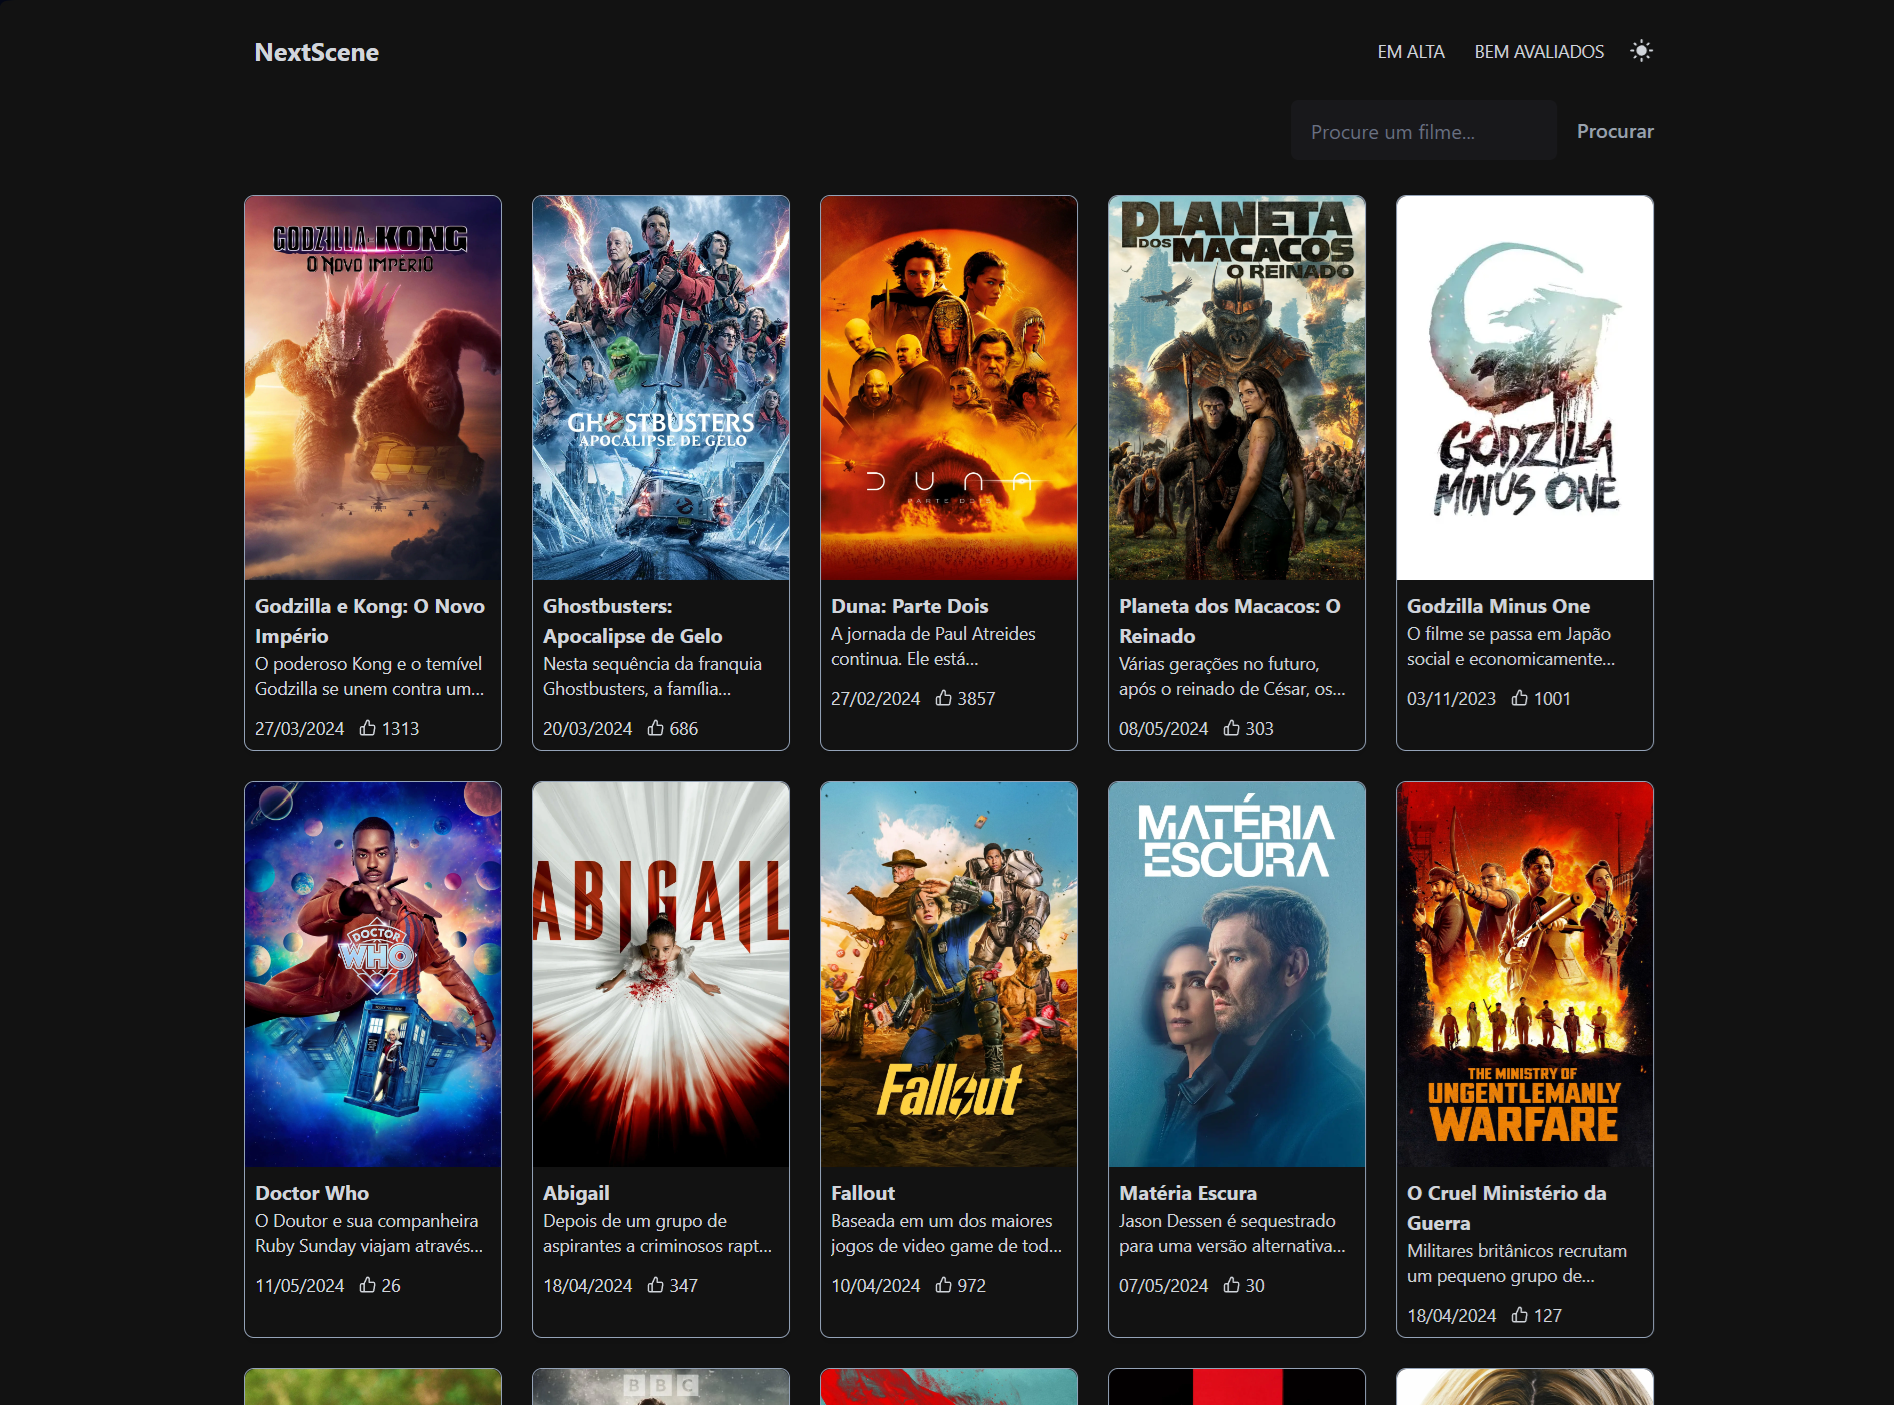 NextScene
EM ALTA
BEM AVALIADOS
Procure um filme...
Procurar
GODZILLA KONG
O NOVO IMPÉRIO
GHOSTBUSTERS
APOCALIPSE DE GELO
DUNA
PARTE DOIS
PLANETA
DOS MACACOS
O REINADO
GODZILLA
MINUS ONE
Godzilla e Kong: O Novo
Império
O poderoso Kong e o temível
Godzilla se unem contra um...
27/03/2024 1313
Ghostbusters:
Apocalipse de Gelo
Nesta sequência da franquia
Ghostbusters, a família...
20/03/2024 686
Duna: Parte Dois
A jornada de Paul Atreides
continua. Ele está...
27/02/2024 3857
Planeta dos Macacos: O
Reinado
Várias gerações no futuro,
após o reinado de César, os...
08/05/2024 303
Godzilla Minus One
O filme se passa em Japão
social e economicamente...
03/11/2023 1001
DOCTOR
WHO
ABIGAIL
Fallout
MATÉRIA
ESCURA
THE MINISTRY OF
UNGENTLEMANLY
WARFARE
Doctor Who
O Doutor e sua companheira
Ruby Sunday viajam através...
11/05/2024 26
Abigail
Depois de um grupo de
aspirantes a criminosos rapt...
18/04/2024 347
Fallout
Baseada em um dos maiores
jogos de video game de tod...
10/04/2024 972
Matéria Escura
Jason Dessen é sequestrado
para uma versão alternativa...
07/05/2024 30
O Cruel Ministério da
Guerra
Militares britânicos recrutam
um pequeno grupo de...
18/04/2024 127
BBC